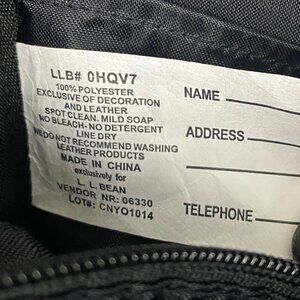 LLB# 0HQV7
100% POLYESTER
EXCLUSIVE OF DECORATION
AND LEATHER
SPOT CLEAN. MILD SOAP
NO BLEACH- NO DETERGENT
LINE DRY
DO NOT RECOMMEND WASHING
LEATHER PRODUCTS
MADE IN CHINA
exclusively for
L. L. BEAN
VENDOR NR: 06330
LOT#: CNYO1014
NAME
ADDRESS
TELEPHONE